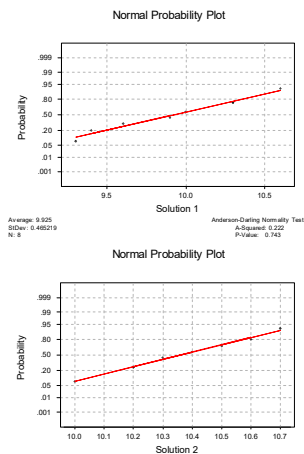 Normal Probability Plot
.999
.99
.95
.80
.50
.20
.05
.01
.001
Probability
9.5 10.0 10.5
Solution 1
Average: 9.925 Anderson-Darling Normality Test
StDev: 0.465219 A-Squared: 0.222
N: 8 P-Value: 0.743
Normal Probability Plot
.999
.99
.95
.80
.50
.20
.05
.01
.001
Probability
10.0 10.1 10.2 10.3 10.4 10.5 10.6 10.7
Solution 2